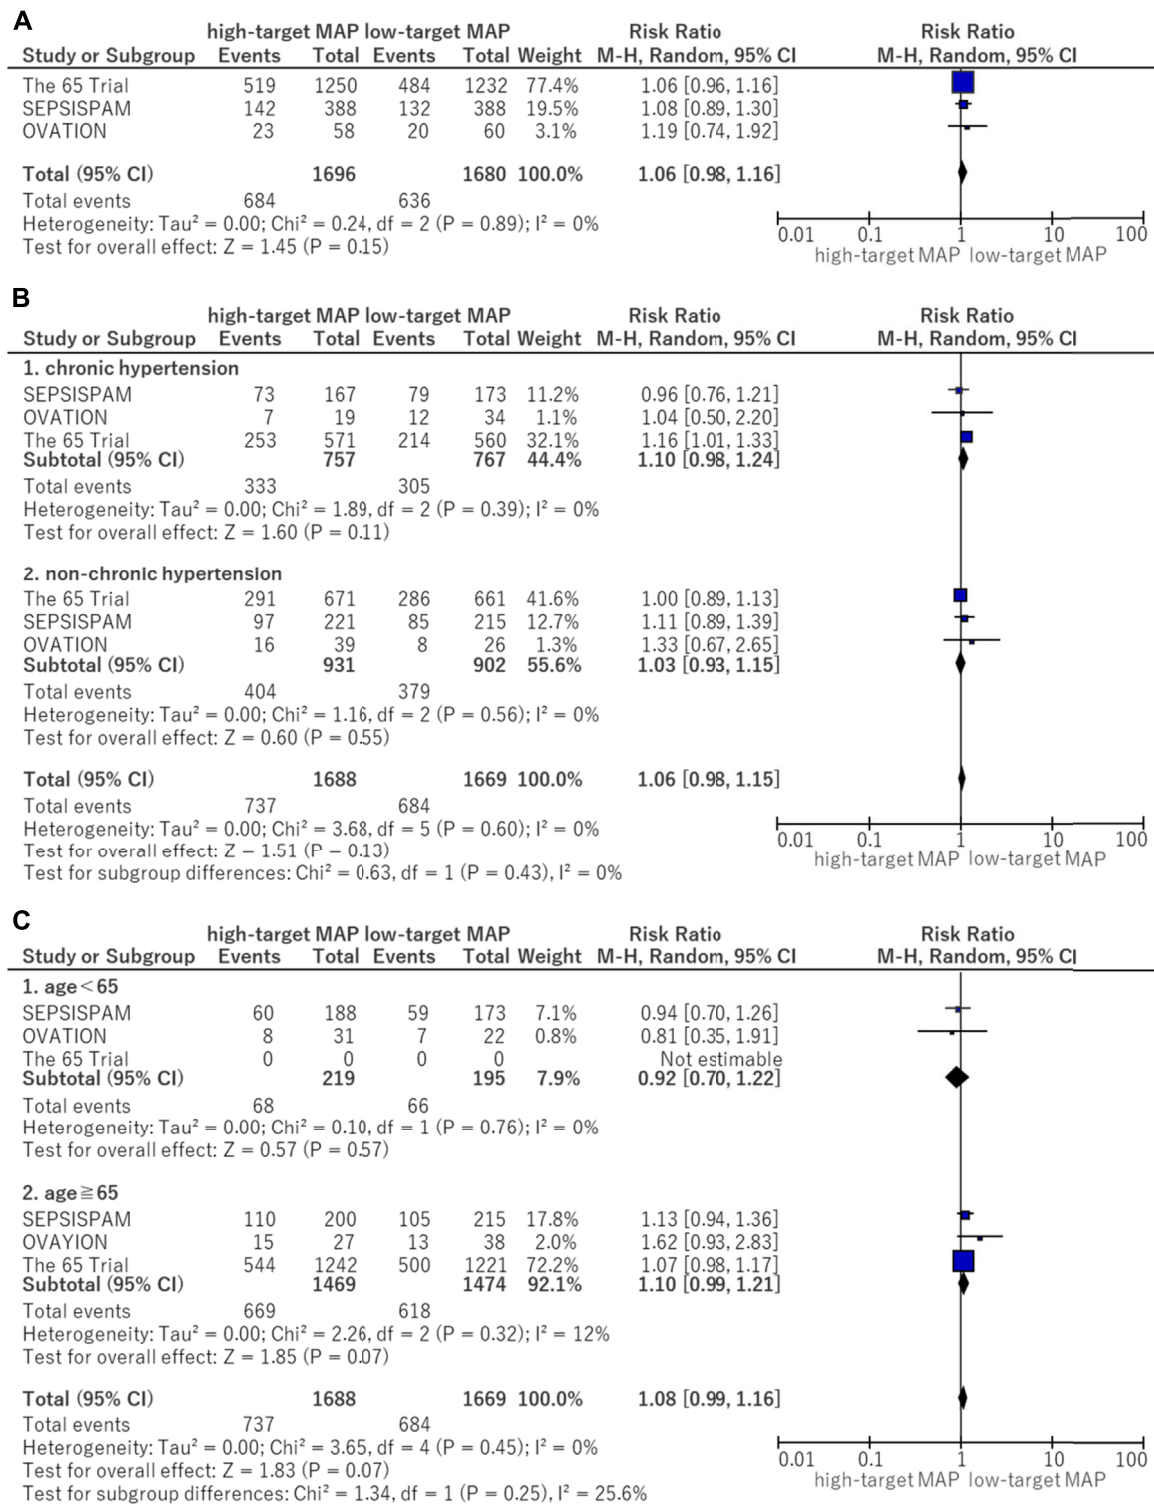 A
high-target MAP low-target MAP Risk Ratio Risk Ratio
Study or Subgroup Events Total Events Total Weight M-H, Random, 95% CI M-H, Random, 95% CI
The 65 Trial 519 1250 484 1232 77.4% 1.06 [0.96, 1.16]
SEPSISPAM 142 388 132 388 19.5% 1.08 [0.89, 1.30]
OVATION 23 58 20 60 3.1% 1.19 [0.74, 1.92]
Total (95% CI) 1696 1680 100.0% 1.06 [0.98, 1.16]
Total events 684 636
Heterogeneity: Tau² = 0.00; Chi² = 0.24, df = 2 (P = 0.89); I² = 0%
Test for overall effect: Z = 1.45 (P = 0.15)
0.01 0.1 1 10 100
high-target MAP low-target MAP
B
high-target MAP low-target MAP Risk Ratio Risk Ratio
Study or Subgroup Events Total Events Total Weight M-H, Random, 95% CI M-H, Random, 95% CI
1. chronic hypertension
SEPSISPAM 73 167 79 173 11.2% 0.96 [0.76, 1.21]
OVATION 7 19 12 34 1.1% 1.04 [0.50, 2.20]
The 65 Trial 253 571 214 560 32.1% 1.16 [1.01, 1.33]
Subtotal (95% CI) 757 767 44.4% 1.10 [0.98, 1.24]
Total events 333 305
Heterogeneity: Tau² = 0.00; Chi² = 1.89, df = 2 (P = 0.39); I² = 0%
Test for overall effect: Z = 1.60 (P = 0.11)
2. non-chronic hypertension
The 65 Trial 291 671 286 661 41.6% 1.00 [0.89, 1.13]
SEPSISPAM 97 221 85 215 12.7% 1.11 [0.89, 1.39]
OVATION 16 39 8 26 1.3% 1.33 [0.67, 2.65]
Subtotal (95% CI) 931 902 55.6% 1.03 [0.93, 1.15]
Total events 404 379
Heterogeneity: Tau² = 0.00; Chi² = 1.16, df = 2 (P = 0.56); I² = 0%
Test for overall effect: Z = 0.60 (P = 0.55)
Total (95% CI) 1688 1669 100.0% 1.06 [0.98, 1.15]
Total events 737 684
Heterogeneity: Tau² = 0.00; Chi² = 3.68, df = 5 (P = 0.60); I² = 0%
Test for overall effect: Z = 1.51 (P = 0.13)
Test for subgroup differences: Chi² = 0.63, df = 1 (P = 0.43), I² = 0%
0.01 0.1 1 10 100
high-target MAP low-target MAP
C
high-target MAP low-target MAP Risk Ratio Risk Ratio
Study or Subgroup Events Total Events Total Weight M-H, Random, 95% CI M-H, Random, 95% CI
1. age＜65
SEPSISPAM 60 188 59 173 7.1% 0.94 [0.70, 1.26]
OVATION 8 31 7 22 0.8% 0.81 [0.35, 1.91]
The 65 Trial 0 0 0 0 Not estimable
Subtotal (95% CI) 219 195 7.9% 0.92 [0.70, 1.22]
Total events 68 66
Heterogeneity: Tau² = 0.00; Chi² = 0.10, df = 1 (P = 0.76); I² = 0%
Test for overall effect: Z = 0.57 (P = 0.57)
2. age≧65
SEPSISPAM 110 200 105 215 17.8% 1.13 [0.94, 1.36]
OVAYION 15 27 13 38 2.0% 1.62 [0.93, 2.83]
The 65 Trial 544 1242 500 1221 72.2% 1.07 [0.98, 1.17]
Subtotal (95% CI) 1469 1474 92.1% 1.10 [0.99, 1.21]
Total events 669 618
Heterogeneity: Tau² = 0.00; Chi² = 2.26, df = 2 (P = 0.32); I² = 12%
Test for overall effect: Z = 1.85 (P = 0.07)
Total (95% CI) 1688 1669 100.0% 1.08 [0.99, 1.16]
Total events 737 684
Heterogeneity: Tau² = 0.00; Chi² = 3.65, df = 4 (P = 0.45); I² = 0%
Test for overall effect: Z = 1.83 (P = 0.07)
Test for subgroup differences: Chi² = 1.34, df = 1 (P = 0.25), I² = 25.6%
0.01 0.1 1 10 100
high-target MAP low-target MAP